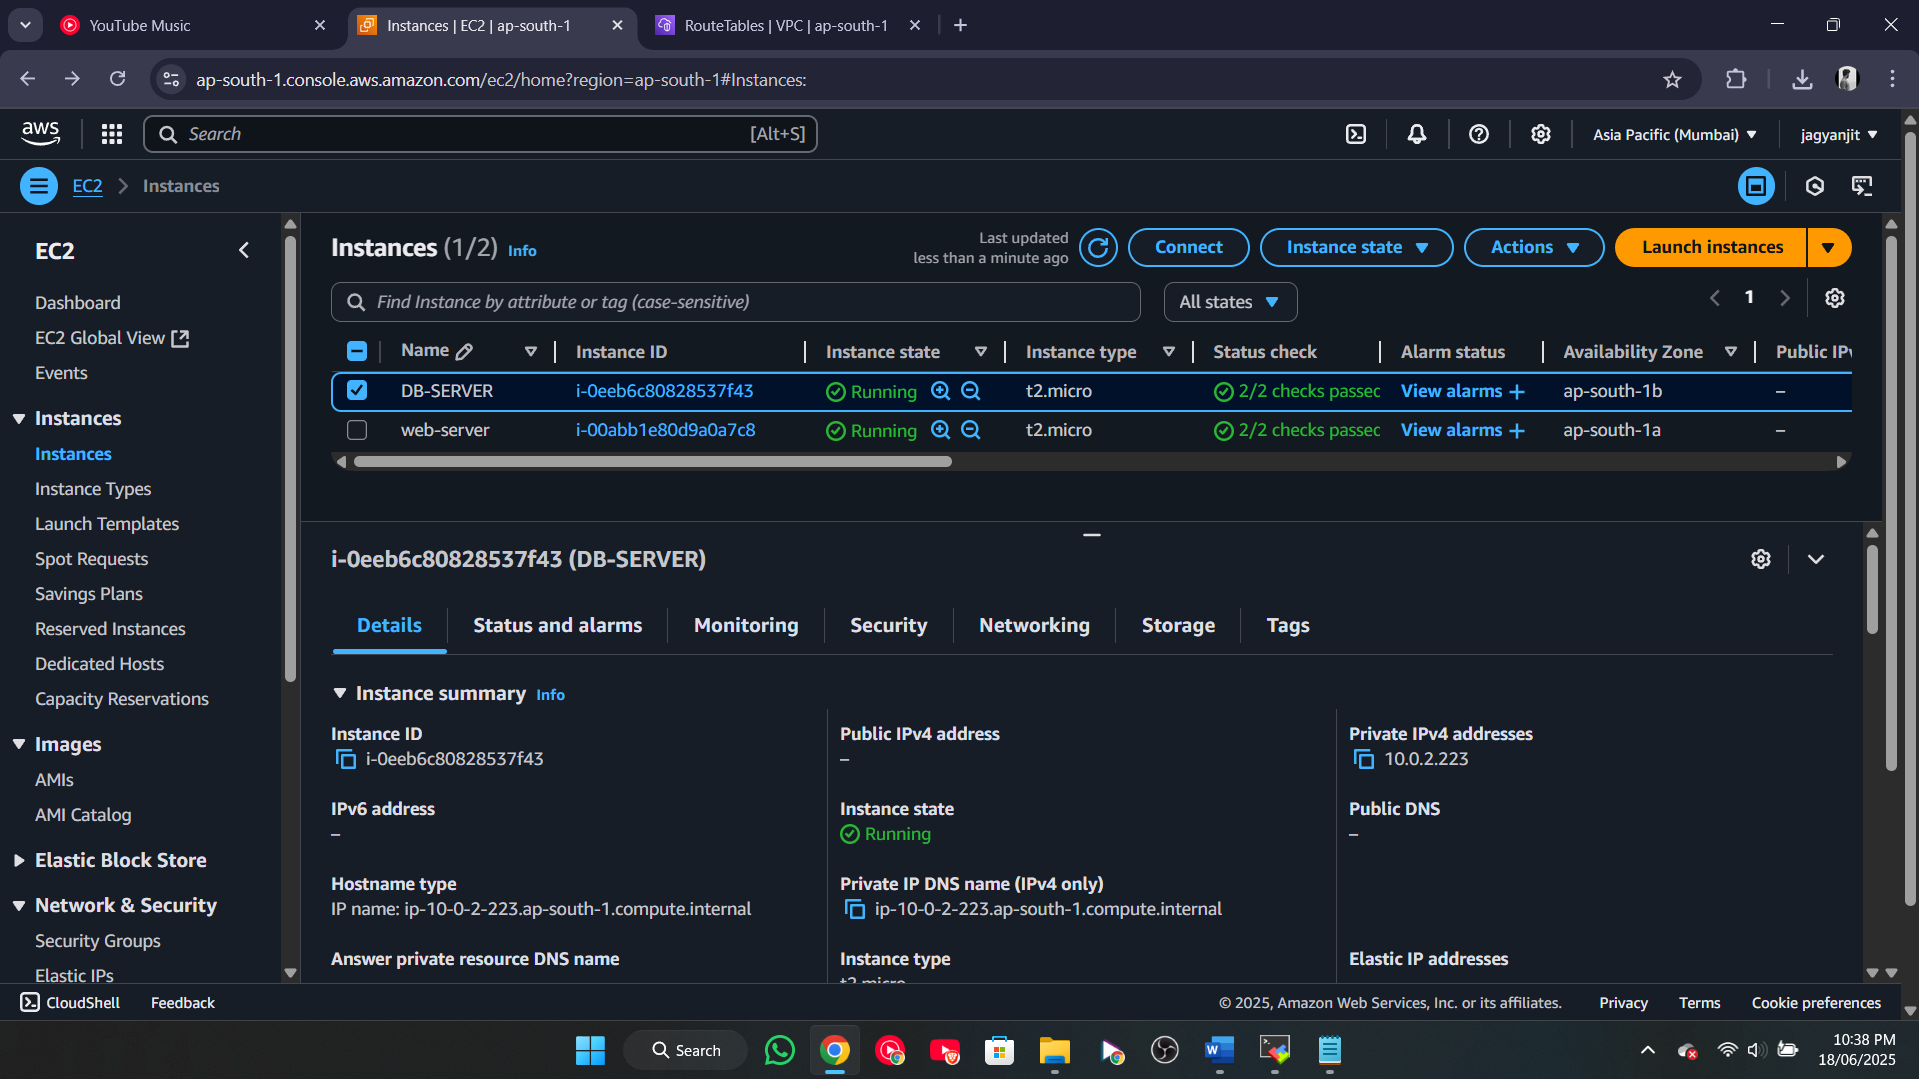 YouTube Music
Instances | EC2 | ap-south-1
RouteTables | VPC | ap-south-1
ap-south-1.console.aws.amazon.com/ec2/home?region=ap-south-1#Instances:
aws
Search
[Alt+S]
Asia Pacific (Mumbai)
jagyanjit
EC2
Instances
EC2
Dashboard
EC2 Global View
Events
Instances
Instances
Instance Types
Launch Templates
Spot Requests
Savings Plans
Reserved Instances
Dedicated Hosts
Capacity Reservations
Images
AMIs
AMI Catalog
Elastic Block Store
Network & Security
Security Groups
Elastic IPs
Instances (1/2) Info
Last updated
less than a minute ago
Connect
Instance state
Actions
Launch instances
Find Instance by attribute or tag (case-sensitive)
All states
1
Name Instance ID Instance state Instance type Status check Alarm status Availability Zone Public IPv
DB-SERVER i-0eeb6c80828537f43 Running t2.micro 2/2 checks passec View alarms + ap-south-1b –
web-server i-00abb1e80d9a0a7c8 Running t2.micro 2/2 checks passec View alarms + ap-south-1a –
i-0eeb6c80828537f43 (DB-SERVER)
Details Status and alarms Monitoring Security Networking Storage Tags
Instance summary Info
Instance ID
i-0eeb6c80828537f43
Public IPv4 address
–
Private IPv4 addresses
10.0.2.223
IPv6 address
–
Instance state
Running
Public DNS
–
Hostname type
IP name: ip-10-0-2-223.ap-south-1.compute.internal
Private IP DNS name (IPv4 only)
ip-10-0-2-223.ap-south-1.compute.internal
Answer private resource DNS name
Instance type
t2.micro
Elastic IP addresses
CloudShell Feedback
© 2025, Amazon Web Services, Inc. or its affiliates. Privacy Terms Cookie preferences
Search
10:38 PM
18/06/2025